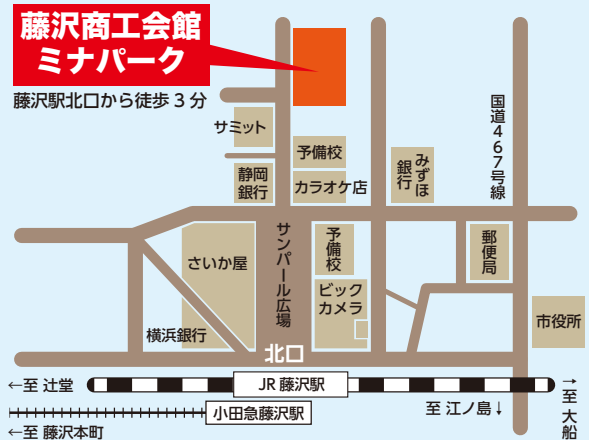 藤沢商工会館
ミナパーク
藤沢駅北口から徒歩3分
サミット
予備校
静岡
銀行
カラオケ店
みずほ
銀行
国道467号線
さいか屋
サンパール広場
予備校
郵便局
ビック
カメラ
横浜銀行
市役所
北口
←至 辻堂
JR 藤沢駅
小田急藤沢駅
←至 藤沢本町
至 江ノ島↓
→至 大船